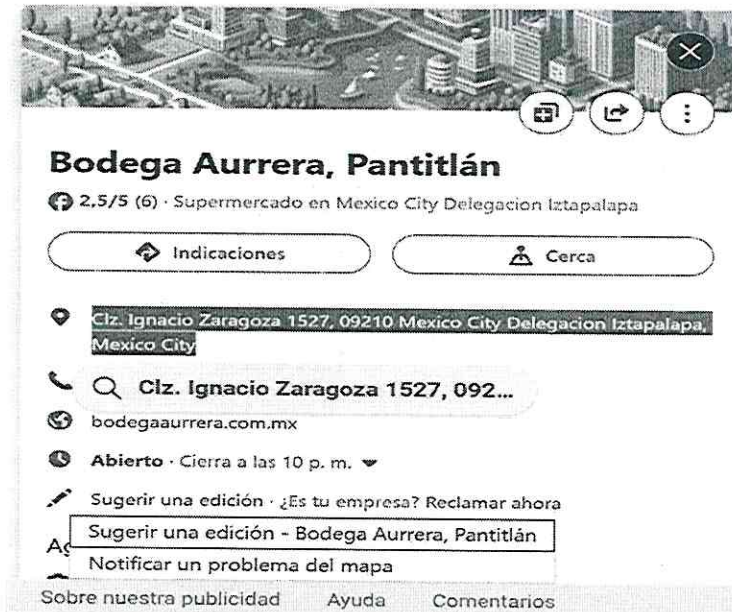 Bodega Aurrera, Pantitlán
2,5/5 (6) · Supermercado en Mexico City Delegacion Iztapalapa
Indicaciones
Cerca
Clz. Ignacio Zaragoza 1527, 09210 Mexico City Delegacion Iztapalapa,
Mexico City
Clz. Ignacio Zaragoza 1527, 092...
bodegaaurrera.com.mx
Abierto · Cierra a las 10 p. m.
Sugerir una edición · ¿Es tu empresa? Reclamar ahora
Sugerir una edición - Bodega Aurrera, Pantitlán
Notificar un problema del mapa
Sobre nuestra publicidad Ayuda Comentarios